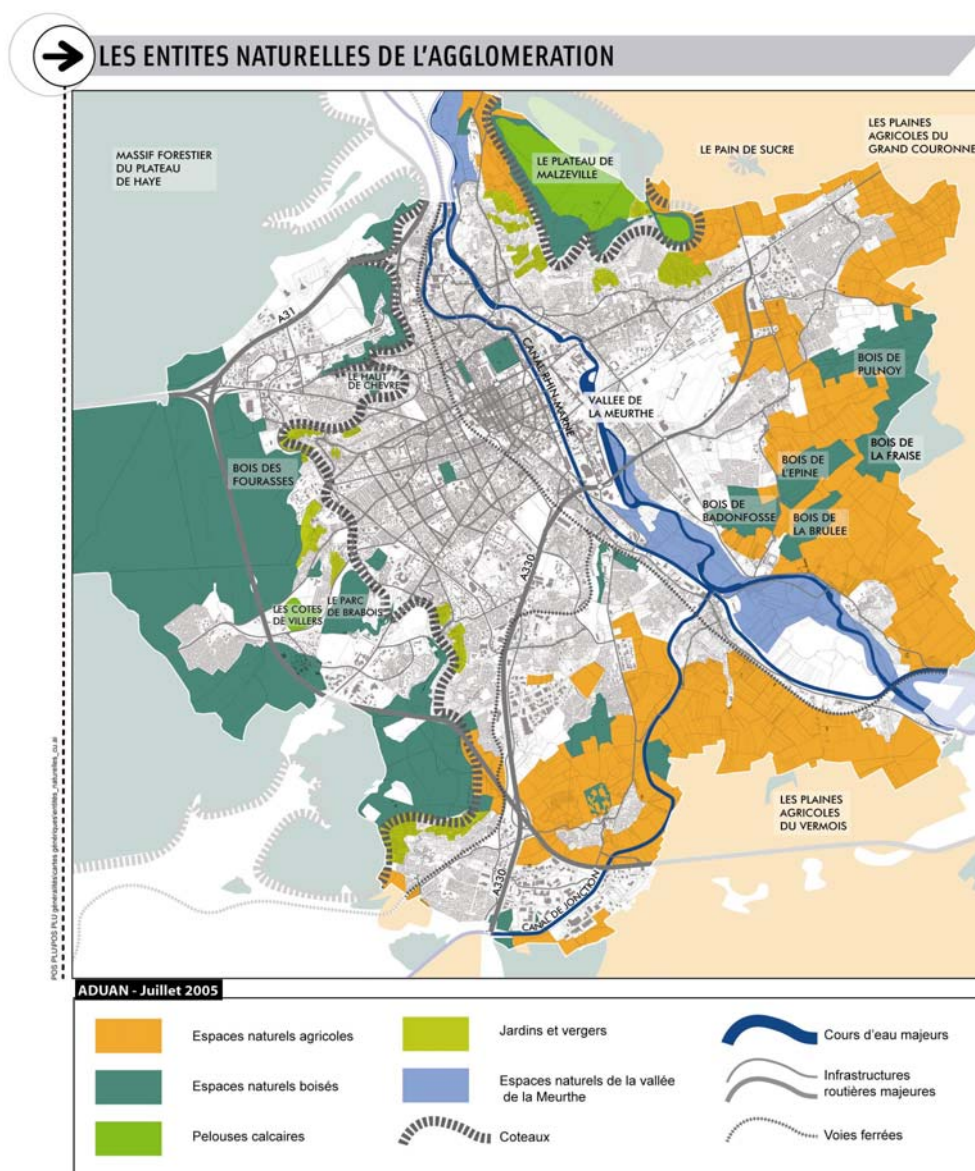 LES ENTITES NATURELLES DE L'AGGLOMERATION
MASSIF FORESTIER
DU PLATEAU
DE HAYE
LE PLATEAU DE
MALZEVILLE
LE PAIN DE SUCRE
LES PLAINES
AGRICOLES DU
GRAND COURONNE
A31
LE HAUT
DE CHEVRE
CANAL RHIN-MARNE
VALLEE DE
LA MEURTHE
BOIS DE
PULNOY
BOIS DE
LA FRAISE
BOIS DE
L'EPINE
BOIS DES
FOURASSES
BOIS DE
BADONFOSSE
BOIS DE
LA BRULEE
A330
LE PARC
DE BRABOIS
LES COTES
DE VILLERS
LES PLAINES
AGRICOLES
DU VERMOIS
A330
CANAL DE JONCTION
ADUAN - Juillet 2005
Espaces naturels agricoles
Espaces naturels boisés
Pelouses calcaires
Jardins et vergers
Espaces naturels de la vallée
de la Meurthe
Coteaux
Cours d'eau majeurs
Infrastructures
routières majeures
Voies ferrées